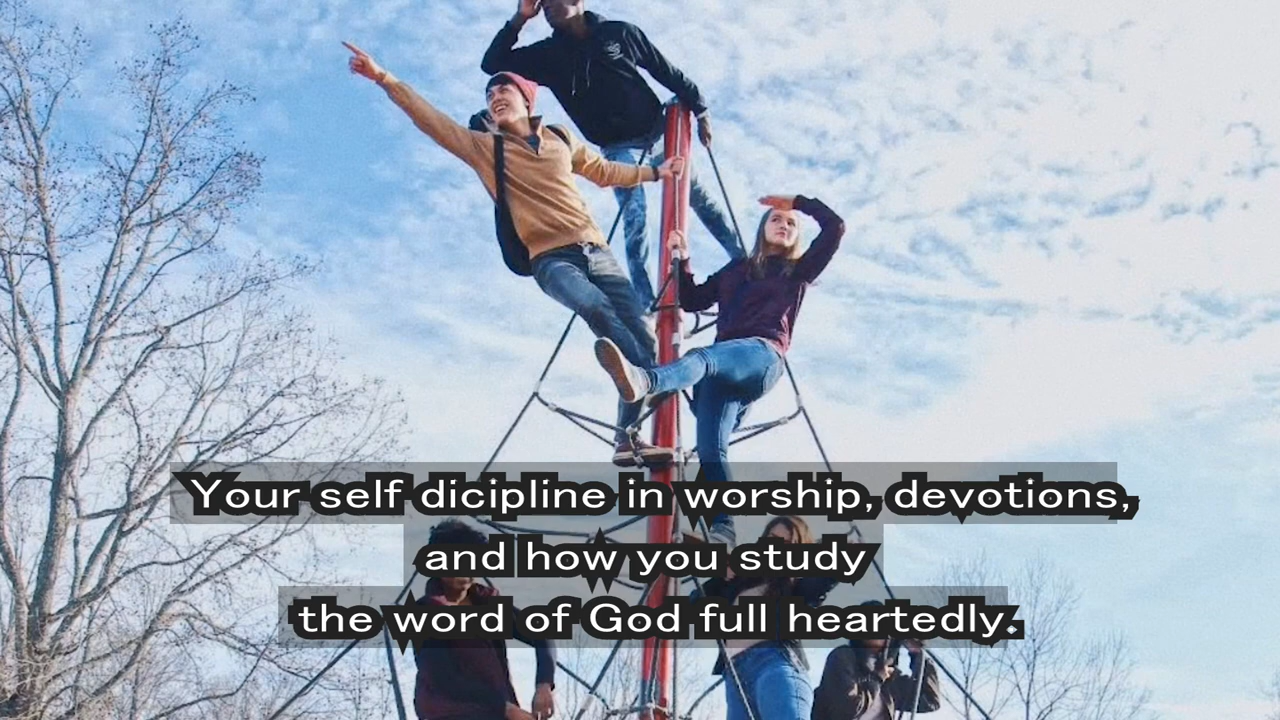 Your self dicipline in worship, devotions,
and how you study
the word of God full heartedly.